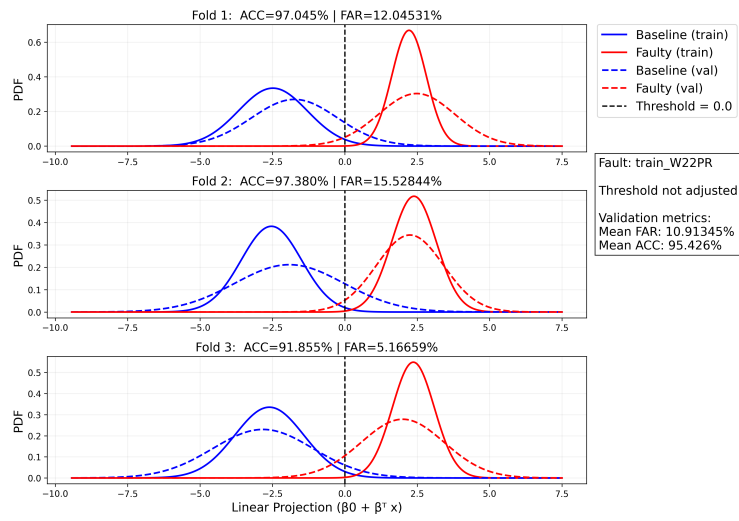 Fold 1:  ACC=97.045% | FAR=12.04531%
PDF
0.6
0.4
0.2
0.0
−10.0 −7.5 −5.0 −2.5 0.0 2.5 5.0 7.5
Baseline (train)
Faulty (train)
Baseline (val)
Faulty (val)
Threshold = 0.0
Fault: train_W22PR
Threshold not adjusted
Validation metrics:
Mean FAR: 10.91345%
Mean ACC: 95.426%
Fold 2:  ACC=97.380% | FAR=15.52844%
PDF
0.5
0.4
0.3
0.2
0.1
0.0
−10.0 −7.5 −5.0 −2.5 0.0 2.5 5.0 7.5
Fold 3:  ACC=91.855% | FAR=5.16659%
PDF
0.5
0.4
0.3
0.2
0.1
0.0
−10.0 −7.5 −5.0 −2.5 0.0 2.5 5.0 7.5
Linear Projection (β0 + βᵀ x)